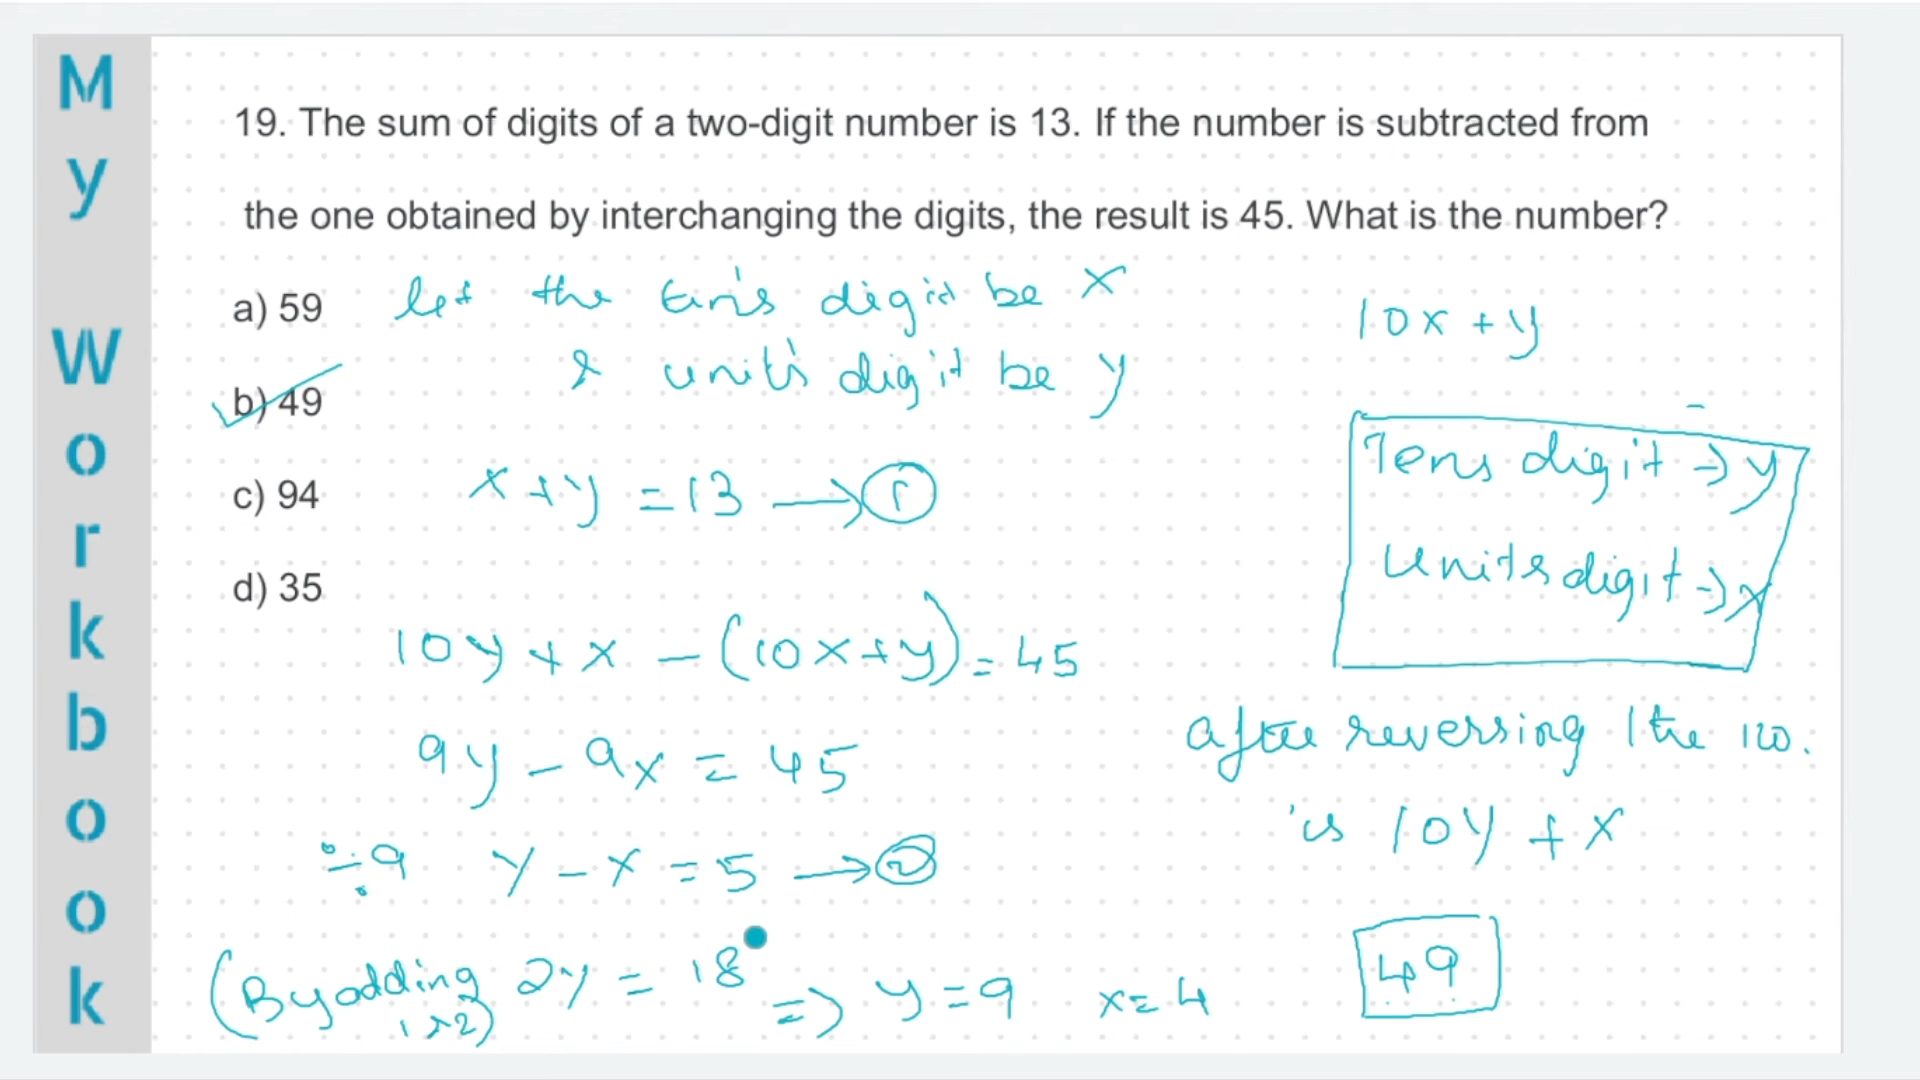 My Workbook
19. The sum of digits of a two-digit number is 13. If the number is subtracted from
the one obtained by interchanging the digits, the result is 45. What is the number?
a) 59
b) 49
c) 94
d) 35
let the ten's digit be x
& unit's digit be y
x + y = 13 → ①
10y + x - (10x+y) = 45
9y - 9x = 45
÷9 y - x = 5 → ②
(By adding 2y = 18 => y = 9 x = 4
1 & 2)
10x + y
Tens digit → y
Units digit → x
after reversing the no.
is 10y + x
49